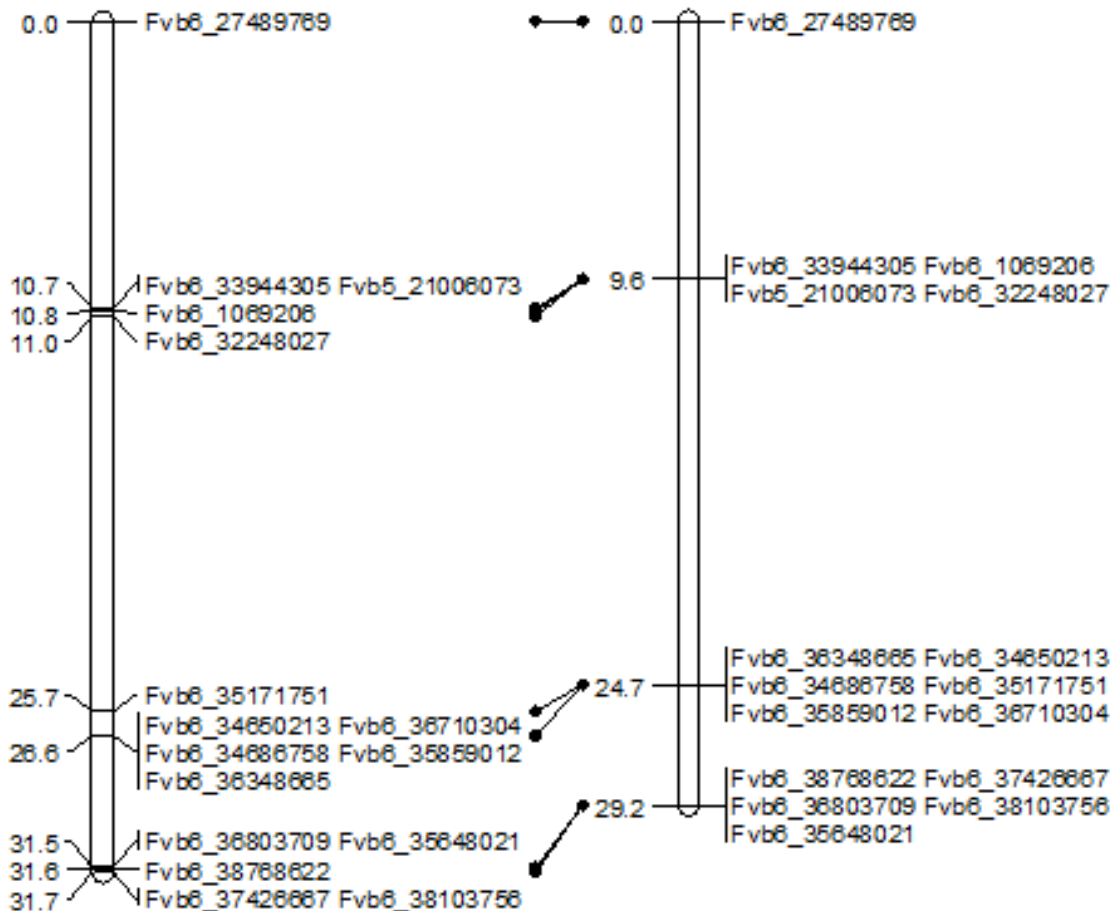 0.0 Fvb6_27489769
10.7 Fvb6_33944305 Fvb5_21006073
10.8 Fvb6_1069206
11.0 Fvb6_32248027
25.7 Fvb6_35171751
Fvb6_34650213 Fvb6_36710304
26.6 Fvb6_34686758 Fvb6_35859012
Fvb6_36348665
31.5 Fvb6_36803709 Fvb6_35648021
31.6 Fvb6_38768622
31.7 Fvb6_37426667 Fvb6_38103756
0.0 Fvb6_27489769
9.6 Fvb6_33944305 Fvb6_1069206
Fvb5_21006073 Fvb6_32248027
Fvb6_36348665 Fvb6_34650213
24.7 Fvb6_34686758 Fvb6_35171751
Fvb6_35859012 Fvb6_36710304
Fvb6_38768622 Fvb6_37426667
29.2 Fvb6_36803709 Fvb6_38103756
Fvb6_35648021